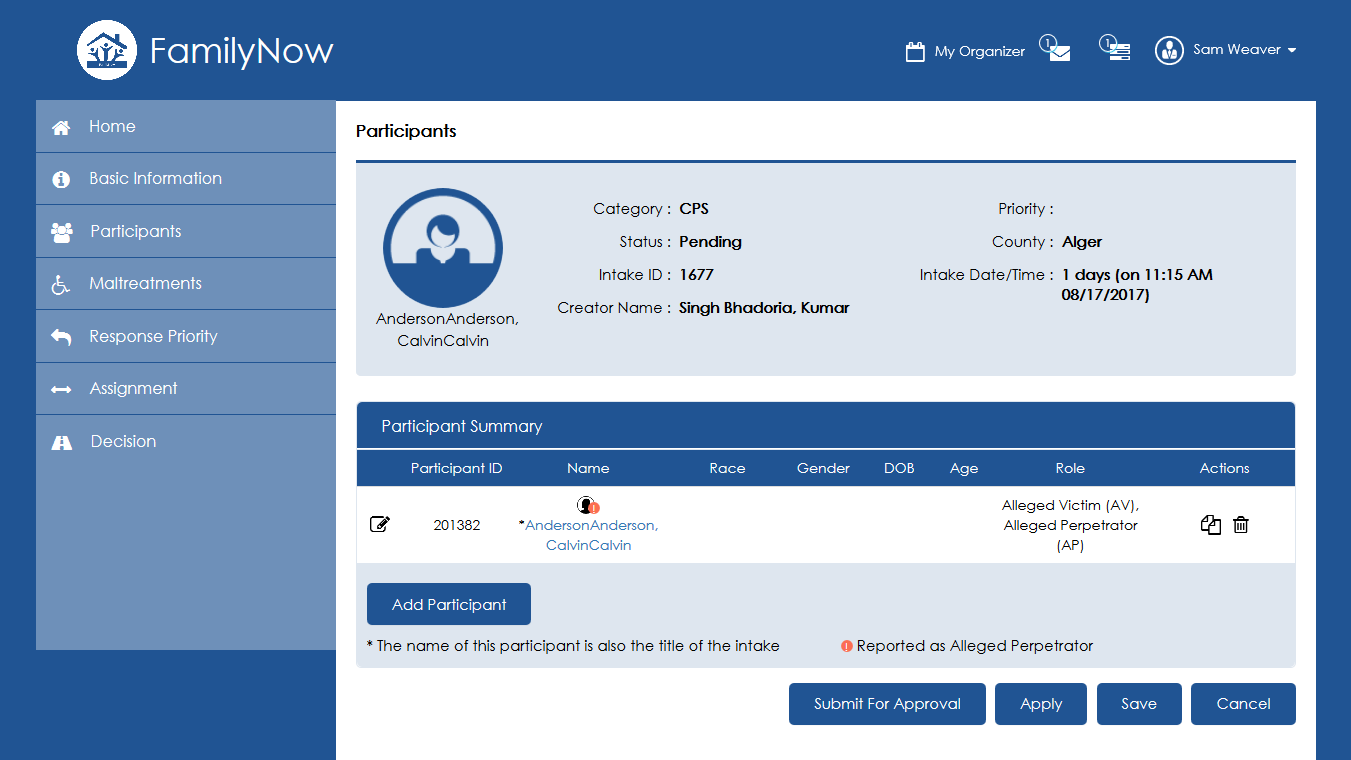 FamilyNow
My Organizer
1
1
Sam Weaver
Home
Basic Information
Participants
Maltreatments
Response Priority
Assignment
Decision
Participants
AndersonAnderson,
CalvinCalvin
Category : CPS
Status : Pending
Intake ID : 1677
Creator Name : Singh Bhadoria, Kumar
Priority :
County : Alger
Intake Date/Time : 1 days (on 11:15 AM
08/17/2017)
Participant Summary
Participant ID Name Race Gender DOB Age Role Actions
201382
*AndersonAnderson,
CalvinCalvin
Alleged Victim (AV),
Alleged Perpetrator
(AP)
Add Participant
* The name of this participant is also the title of the intake
Reported as Alleged Perpetrator
Submit For Approval Apply Save Cancel